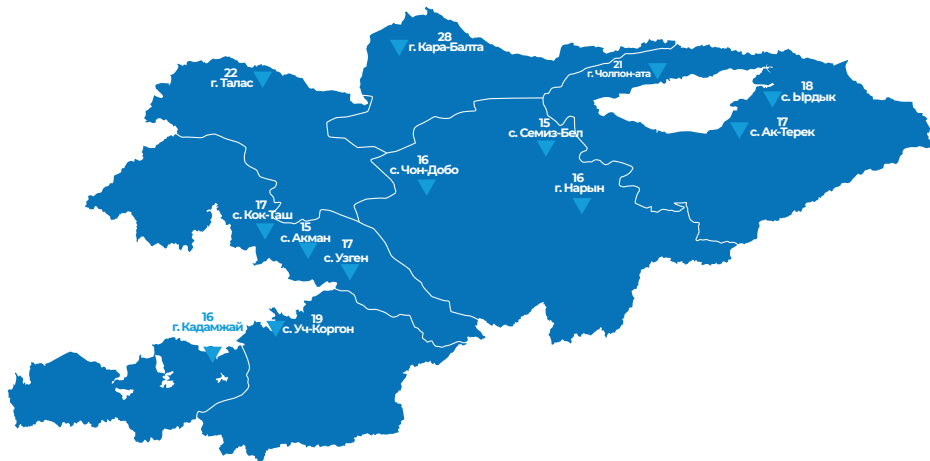 28
г. Кара-Балта
22
г. Талас
21
г. Чолпон-ата
18
с. Ырдык
15
с. Семиз-Бел
17
с. Ак-Терек
16
с. Чон-Добо
16
г. Нарын
17
с. Кок-Таш
15
с. Акман
17
с. Узген
16
г. Кадамжай
19
с. Уч-Коргон